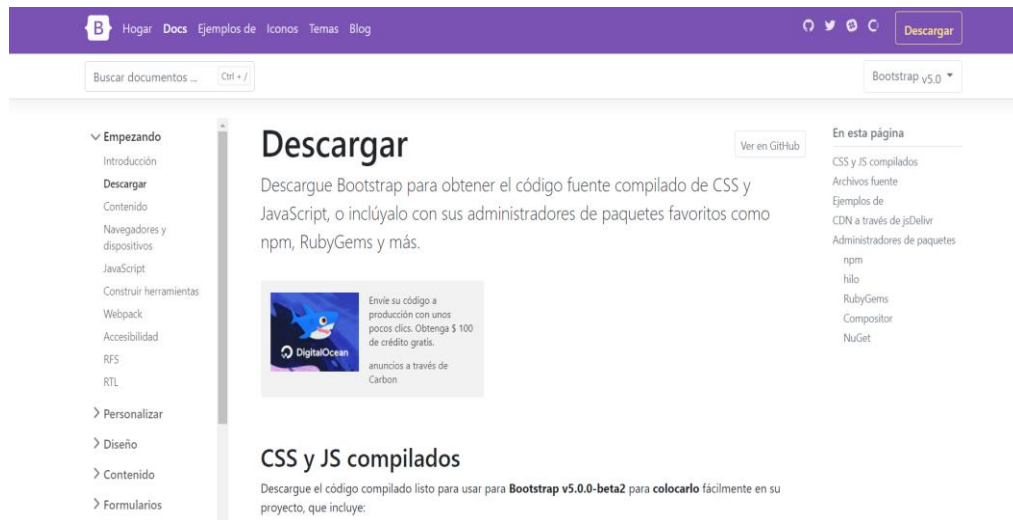 B Hogar Docs Ejemplos de Iconos Temas Blog
Descargar
Buscar documentos ... Ctrl + /
Bootstrap v5.0
Empezando
Introducción
Descargar
Contenido
Navegadores y
dispositivos
JavaScript
Construir herramientas
Webpack
Accesibilidad
RFS
RTL
Personalizar
Diseño
Contenido
Formularios
Descargar
Ver en GitHub
Descargue Bootstrap para obtener el código fuente compilado de CSS y
JavaScript, o inclúyalo con sus administradores de paquetes favoritos como
npm, RubyGems y más.
DigitalOcean
Envíe su código a
producción con unos
pocos clics. Obtenga $ 100
de crédito gratis.
anuncios a través de
Carbon
CSS y JS compilados
Descargue el código compilado listo para usar para Bootstrap v5.0.0-beta2 para colocarlo fácilmente en su
proyecto, que incluye:
En esta página
CSS y JS compilados
Archivos fuente
Ejemplos de
CDN a través de jsDelivr
Administradores de paquetes
npm
hilo
RubyGems
Compositor
NuGet